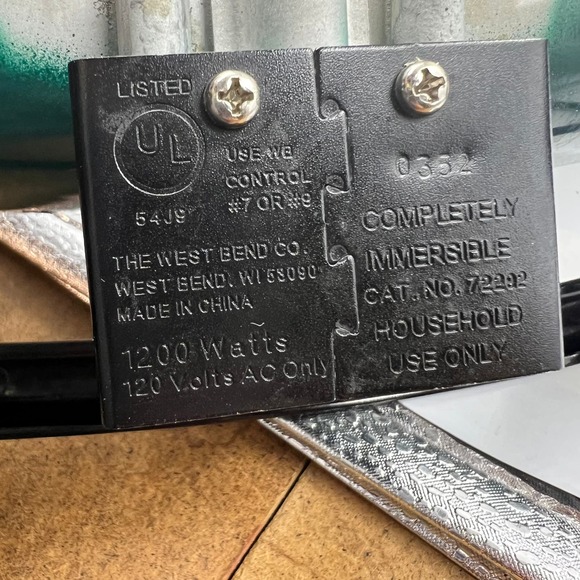 LISTED
UL
USE WB
CONTROL
#7 OR #9
54J9
THE WEST BEND CO.
WEST BEND. WI 53090
MADE IN CHINA
1200 Watts
120 Volts AC Only
0352
COMPLETELY
IMMERSIBLE
CAT. NO. 72202
HOUSEHOLD
USE ONLY